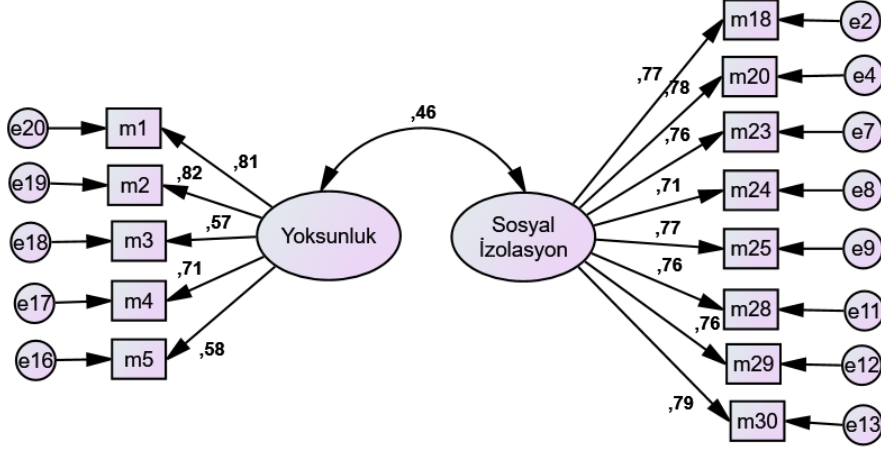 m18
e2
,77
,78
m20
e4
,46
,76
m23
e7
e20
m1
,81
,71
m24
e8
e19
m2
,82
e18
m3
,57
Yoksunluk
Sosyal
İzolasyon
,77
m25
e9
e17
m4
,71
,76
m28
e11
e16
m5
,58
,76
m29
e12
,79
m30
e13